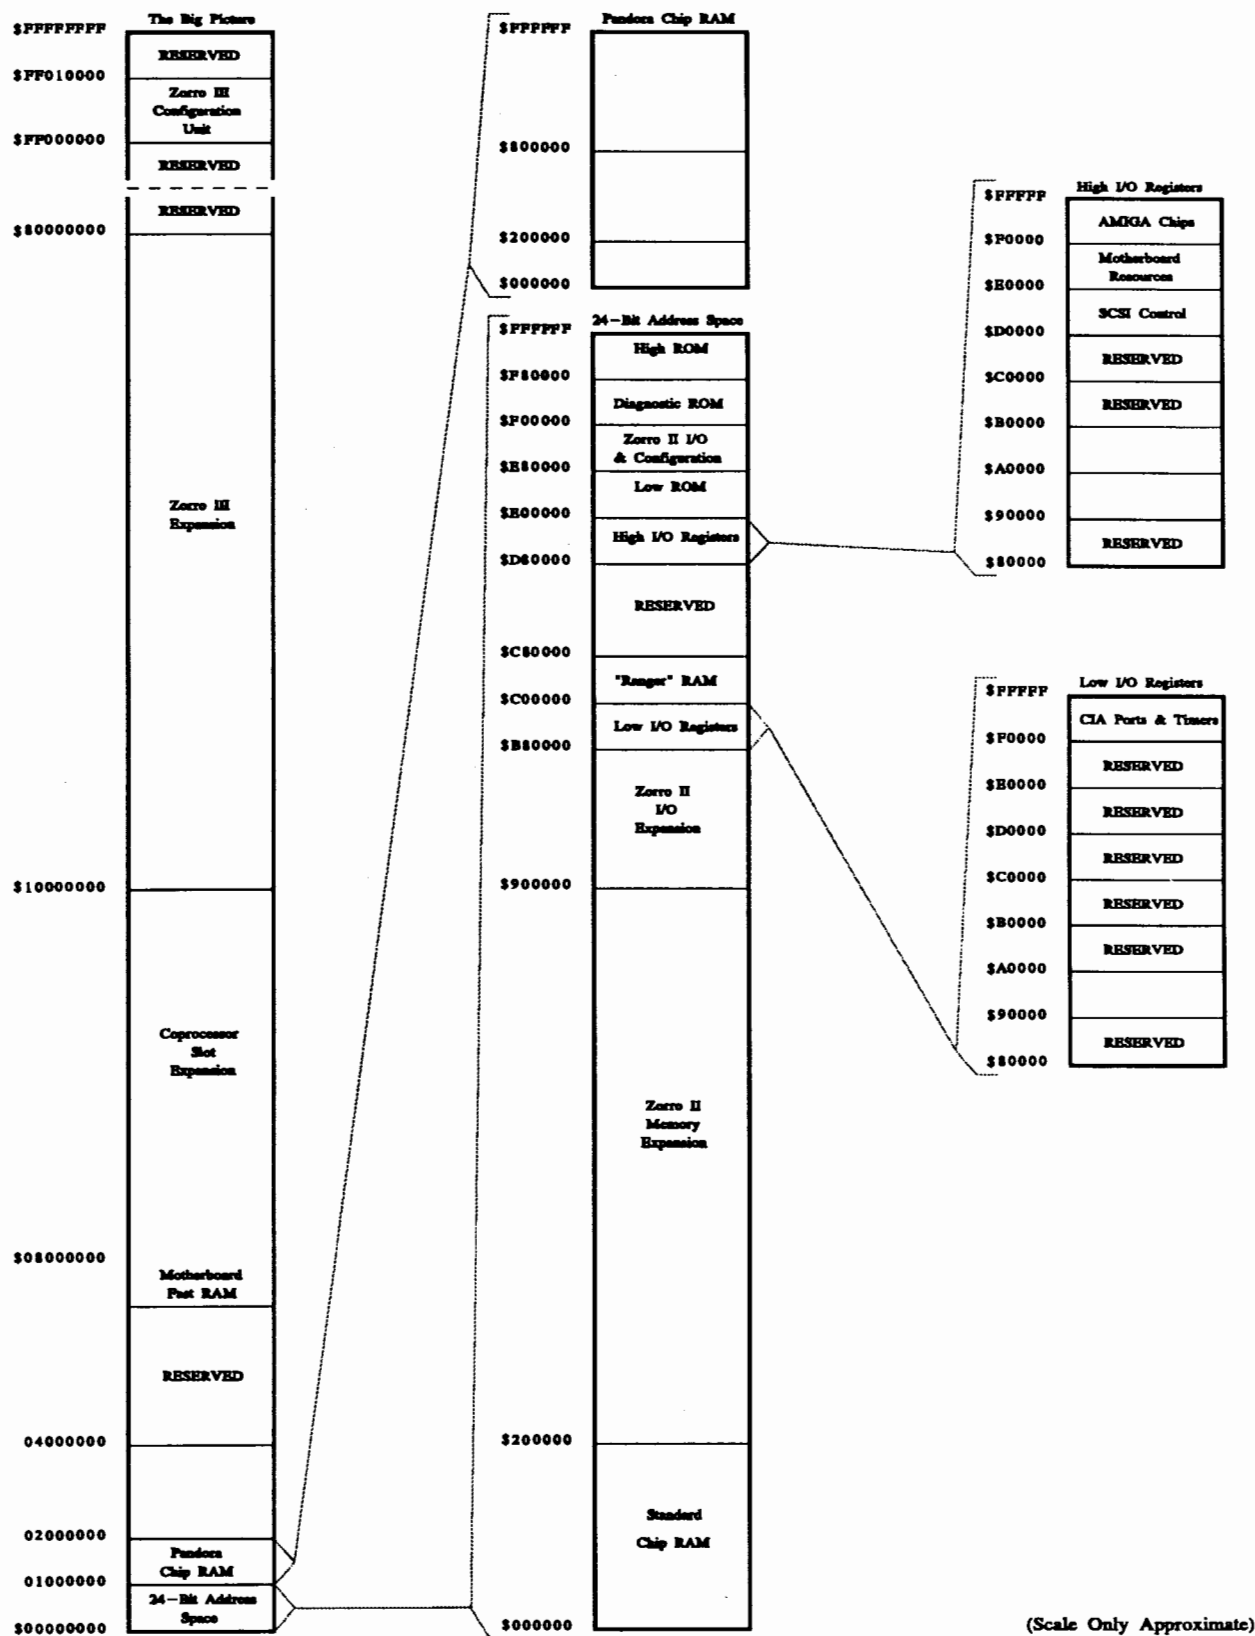 The Big Picture
$FFFFFFFF
RESERVED
$FF010000
Zorro III
Configuration
Unit
$FF000000
RESERVED
RESERVED
$80000000
Zorro III
Expansion
$10000000
Coprocessor
Slot
Expansion
$08000000
Motherboard
Fast RAM
RESERVED
04000000
02000000
Pandora
Chip RAM
01000000
24-Bit Address
Space
$00000000
Pandora Chip RAM
$FFFFFF
$800000
$200000
$000000
24-Bit Address Space
$FFFFFF
High ROM
$F80000
Diagnostic ROM
$F00000
Zorro II I/O
& Configuration
$E80000
Low ROM
$E00000
High I/O Registers
$D80000
RESERVED
$C80000
"Ranger" RAM
$C00000
Low I/O Registers
$B80000
Zorro II
I/O
Expansion
$900000
Zorro II
Memory
Expansion
$200000
Standard
Chip RAM
$000000
High I/O Registers
$FFFFF
AMIGA Chips
$F0000
Motherboard
Resources
$E0000
SCSI Control
$D0000
RESERVED
$C0000
RESERVED
$B0000
$A0000
$90000
RESERVED
$80000
Low I/O Registers
$FFFFF
CIA Ports & Timers
$F0000
RESERVED
$E0000
RESERVED
$D0000
RESERVED
$C0000
RESERVED
$B0000
RESERVED
$A0000
$90000
RESERVED
$80000
(Scale Only Approximate)